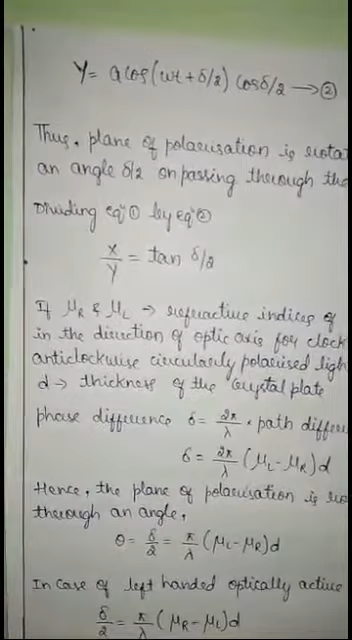 Y = a cos(ωt + δ/2) cos δ/2 → ②
Thus, plane of polarisation is rota
an angle δ/2 on passing through the
Dividing eqⁿ ① by eqⁿ ②
x/y = tan δ/2
If μR & μL → refractive indices of
in the direction of optic axis for clock
anticlockwise circularly polarised ligh
d → thickness of the crystal plate
phase difference δ = 2π/λ × path differen
δ = 2π/λ (μL - μR)d
Hence, the plane of polarisation is ro
through an angle,
θ = δ/2 = π/λ (μL - μR)d
In case of left handed optically active
δ/2 = π/λ (μR - μL)d